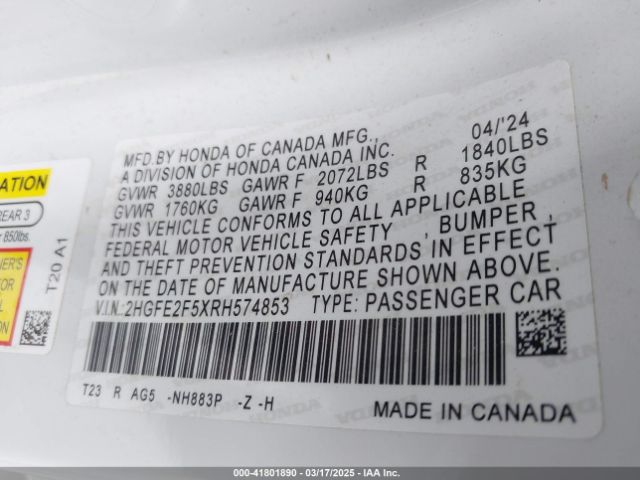 MFD.BY HONDA OF CANADA MFG., 04/'24
A DIVISION OF HONDA CANADA INC.
GVWR 3880LBS GAWR F 2072LBS R 1840LBS
GVWR 1760KG GAWR F 940KG R 835KG
THIS VEHICLE CONFORMS TO ALL APPLICABLE
FEDERAL MOTOR VEHICLE SAFETY , BUMPER ,
AND THEFT PREVENTION STANDARDS IN EFFECT
ON THE DATE OF MANUFACTURE SHOWN ABOVE.
V.I.N.:2HGFE2F5XRH574853 TYPE: PASSENGER CAR
T23 R AG5 -NH883P -Z -H
MADE IN CANADA
REAR 3
850lbs.
T20 A1
000-41801890 | 03/17/2025 | IAA Inc.